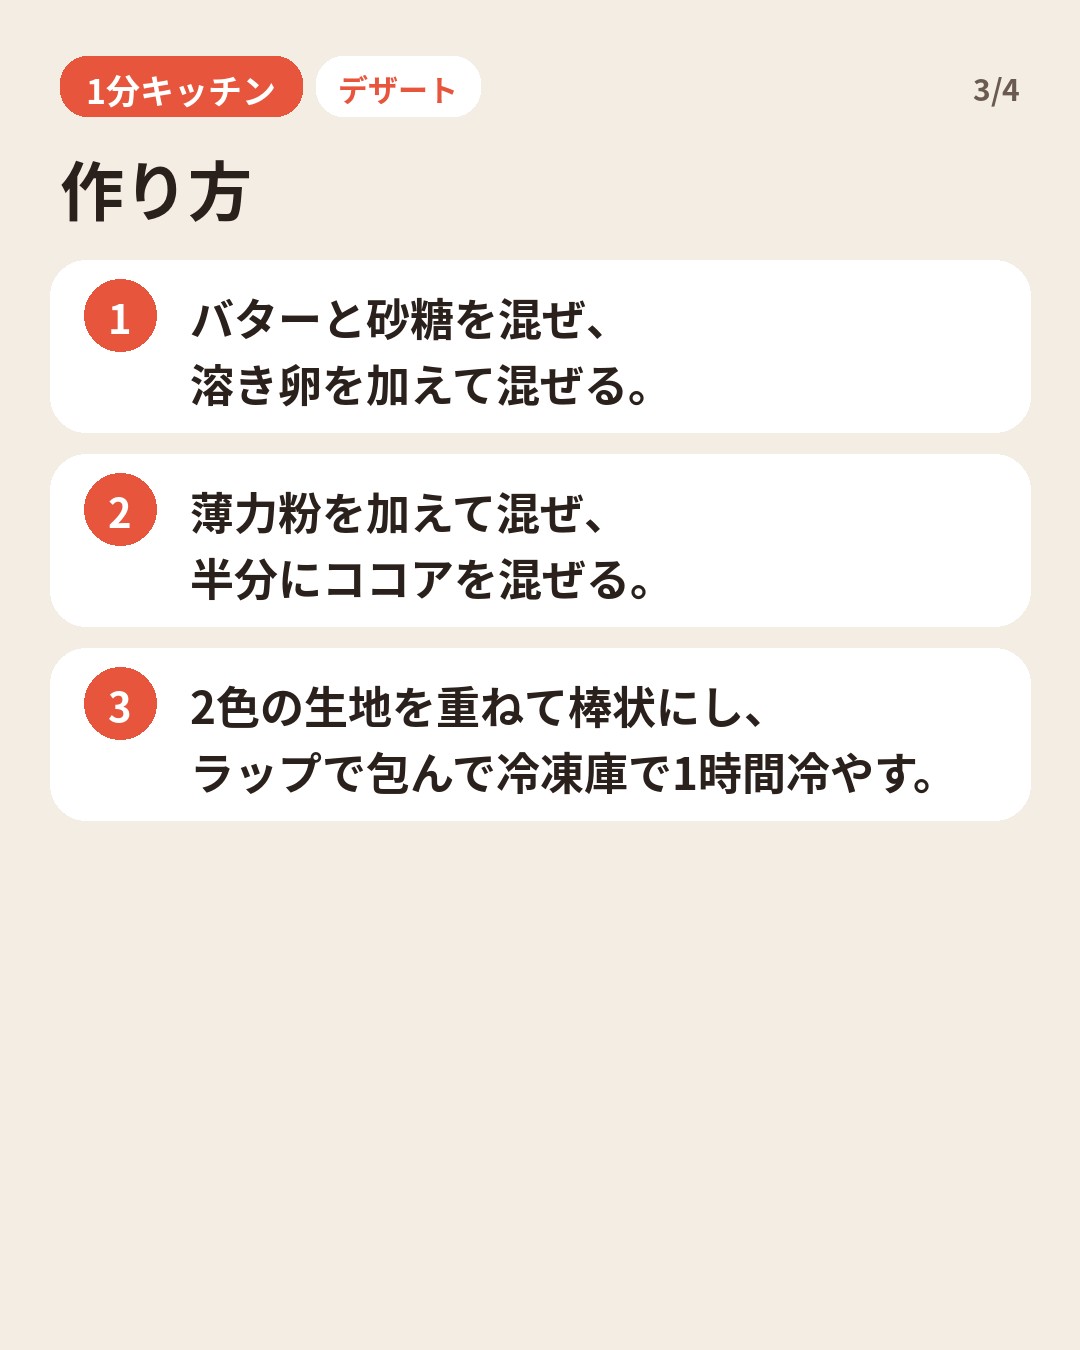 1分キッチン デザート 3/4
作り方
1 バターと砂糖を混ぜ、
溶き卵を加えて混ぜる。
2 薄力粉を加えて混ぜ、
半分にココアを混ぜる。
3 2色の生地を重ねて棒状にし、
ラップで包んで冷凍庫で1時間冷やす。